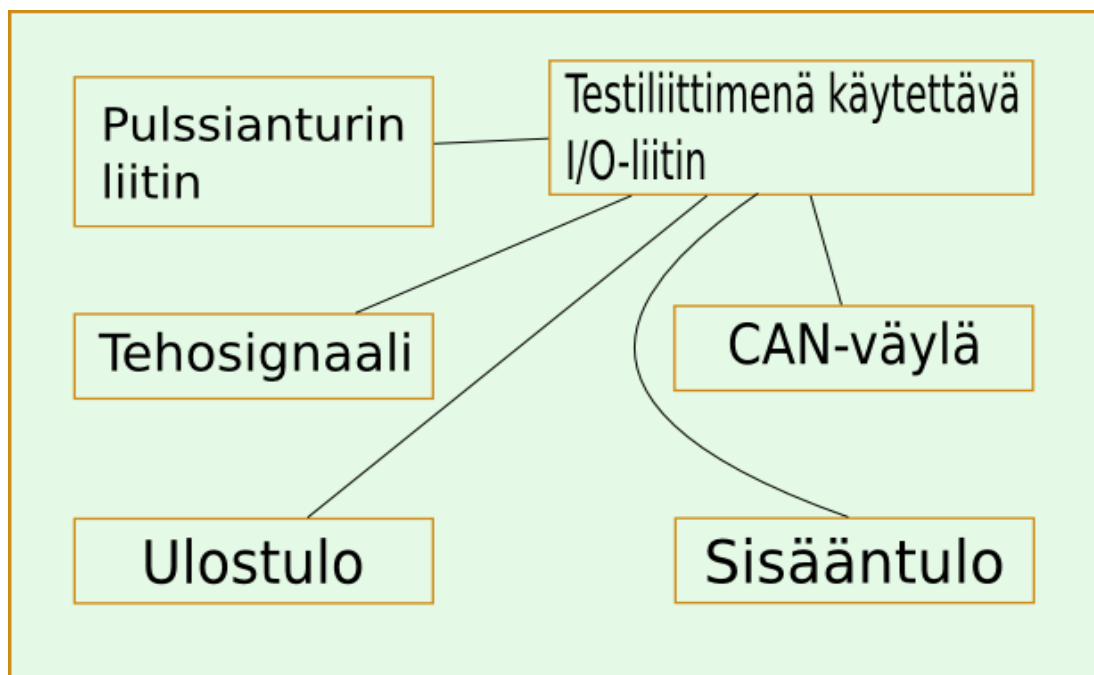 Pulssianturin
liitin
Testiliittimenä käytettävä
I/O-liitin
Tehosignaali
CAN-väylä
Ulostulo
Sisääntulo